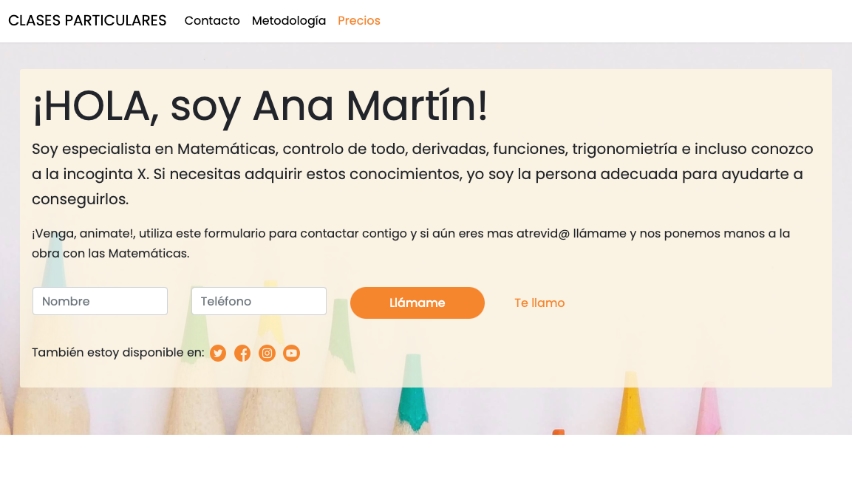 CLASES PARTICULARES Contacto Metodología Precios
¡HOLA, soy Ana Martín!
Soy especialista en Matemáticas, controlo de todo, derivadas, funciones, trigonomietría e incluso conozco
a la incoginta X. Si necesitas adquirir estos conocimientos, yo soy la persona adecuada para ayudarte a
conseguirlos.
¡Venga, animate!, utiliza este formulario para contactar contigo y si aún eres mas atrevid@ llámame y nos ponemos manos a la
obra con las Matemáticas.
Nombre Teléfono Llámame Te llamo
También estoy disponible en: